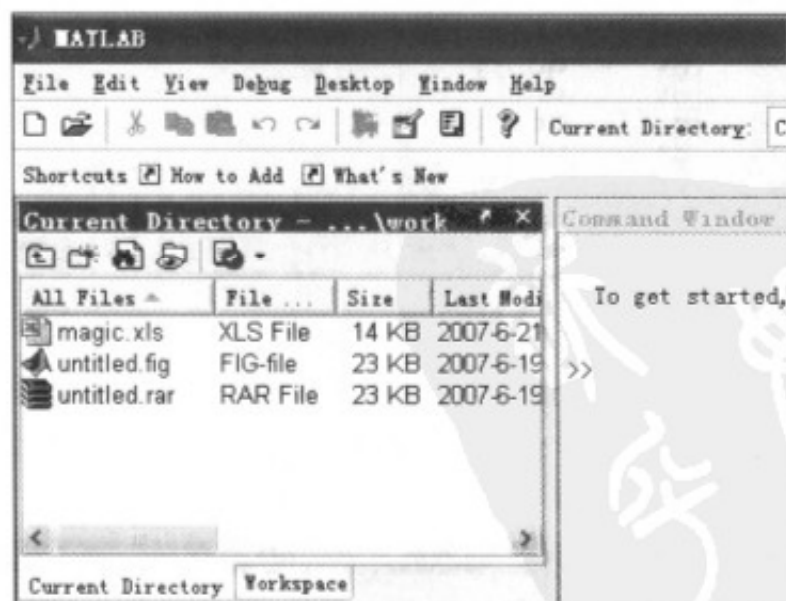 MATLAB
File Edit View Debug Desktop Window Help
Current Directory: C
Shortcuts How to Add What's New
Current Directory - ...\work
Command Window
All Files File ... Size Last Modi
To get started,
magic.xls XLS File 14 KB 2007-6-21
untitled.fig FIG-file 23 KB 2007-6-19
>>
untitled.rar RAR File 23 KB 2007-6-19
Current Directory Workspace